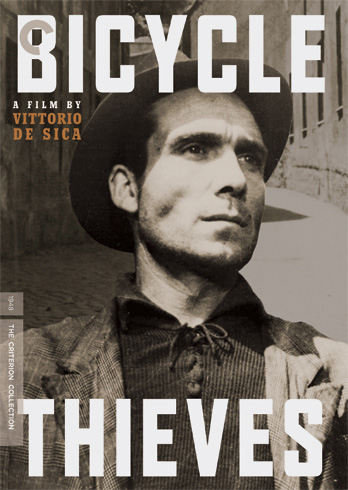 BICYCLE
A FILM BY
VITTORIO
DE SICA
1948
THE CRITERION COLLECTION
THIEVES